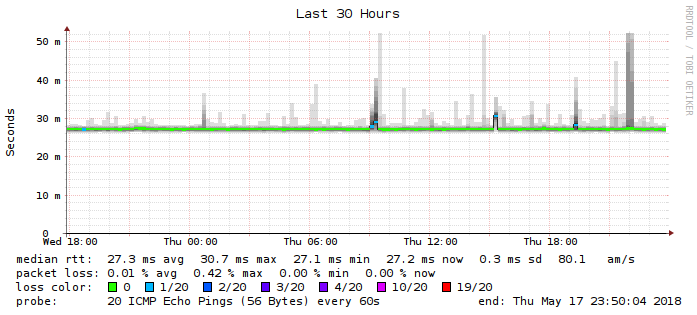 Last 30 Hours
RRDTOOL / TOBI OETIKER
Seconds
50 m
40 m
30 m
20 m
10 m
0
Wed 18:00 Thu 00:00 Thu 06:00 Thu 12:00 Thu 18:00
median rtt: 27.3 ms avg 30.7 ms max 27.1 ms min 27.2 ms now 0.3 ms sd 80.1 am/s
packet loss: 0.01 % avg 0.42 % max 0.00 % min 0.00 % now
loss color: 0 1/20 2/20 3/20 4/20 10/20 19/20
probe: 20 ICMP Echo Pings (56 Bytes) every 60s end: Thu May 17 23:50:04 2018